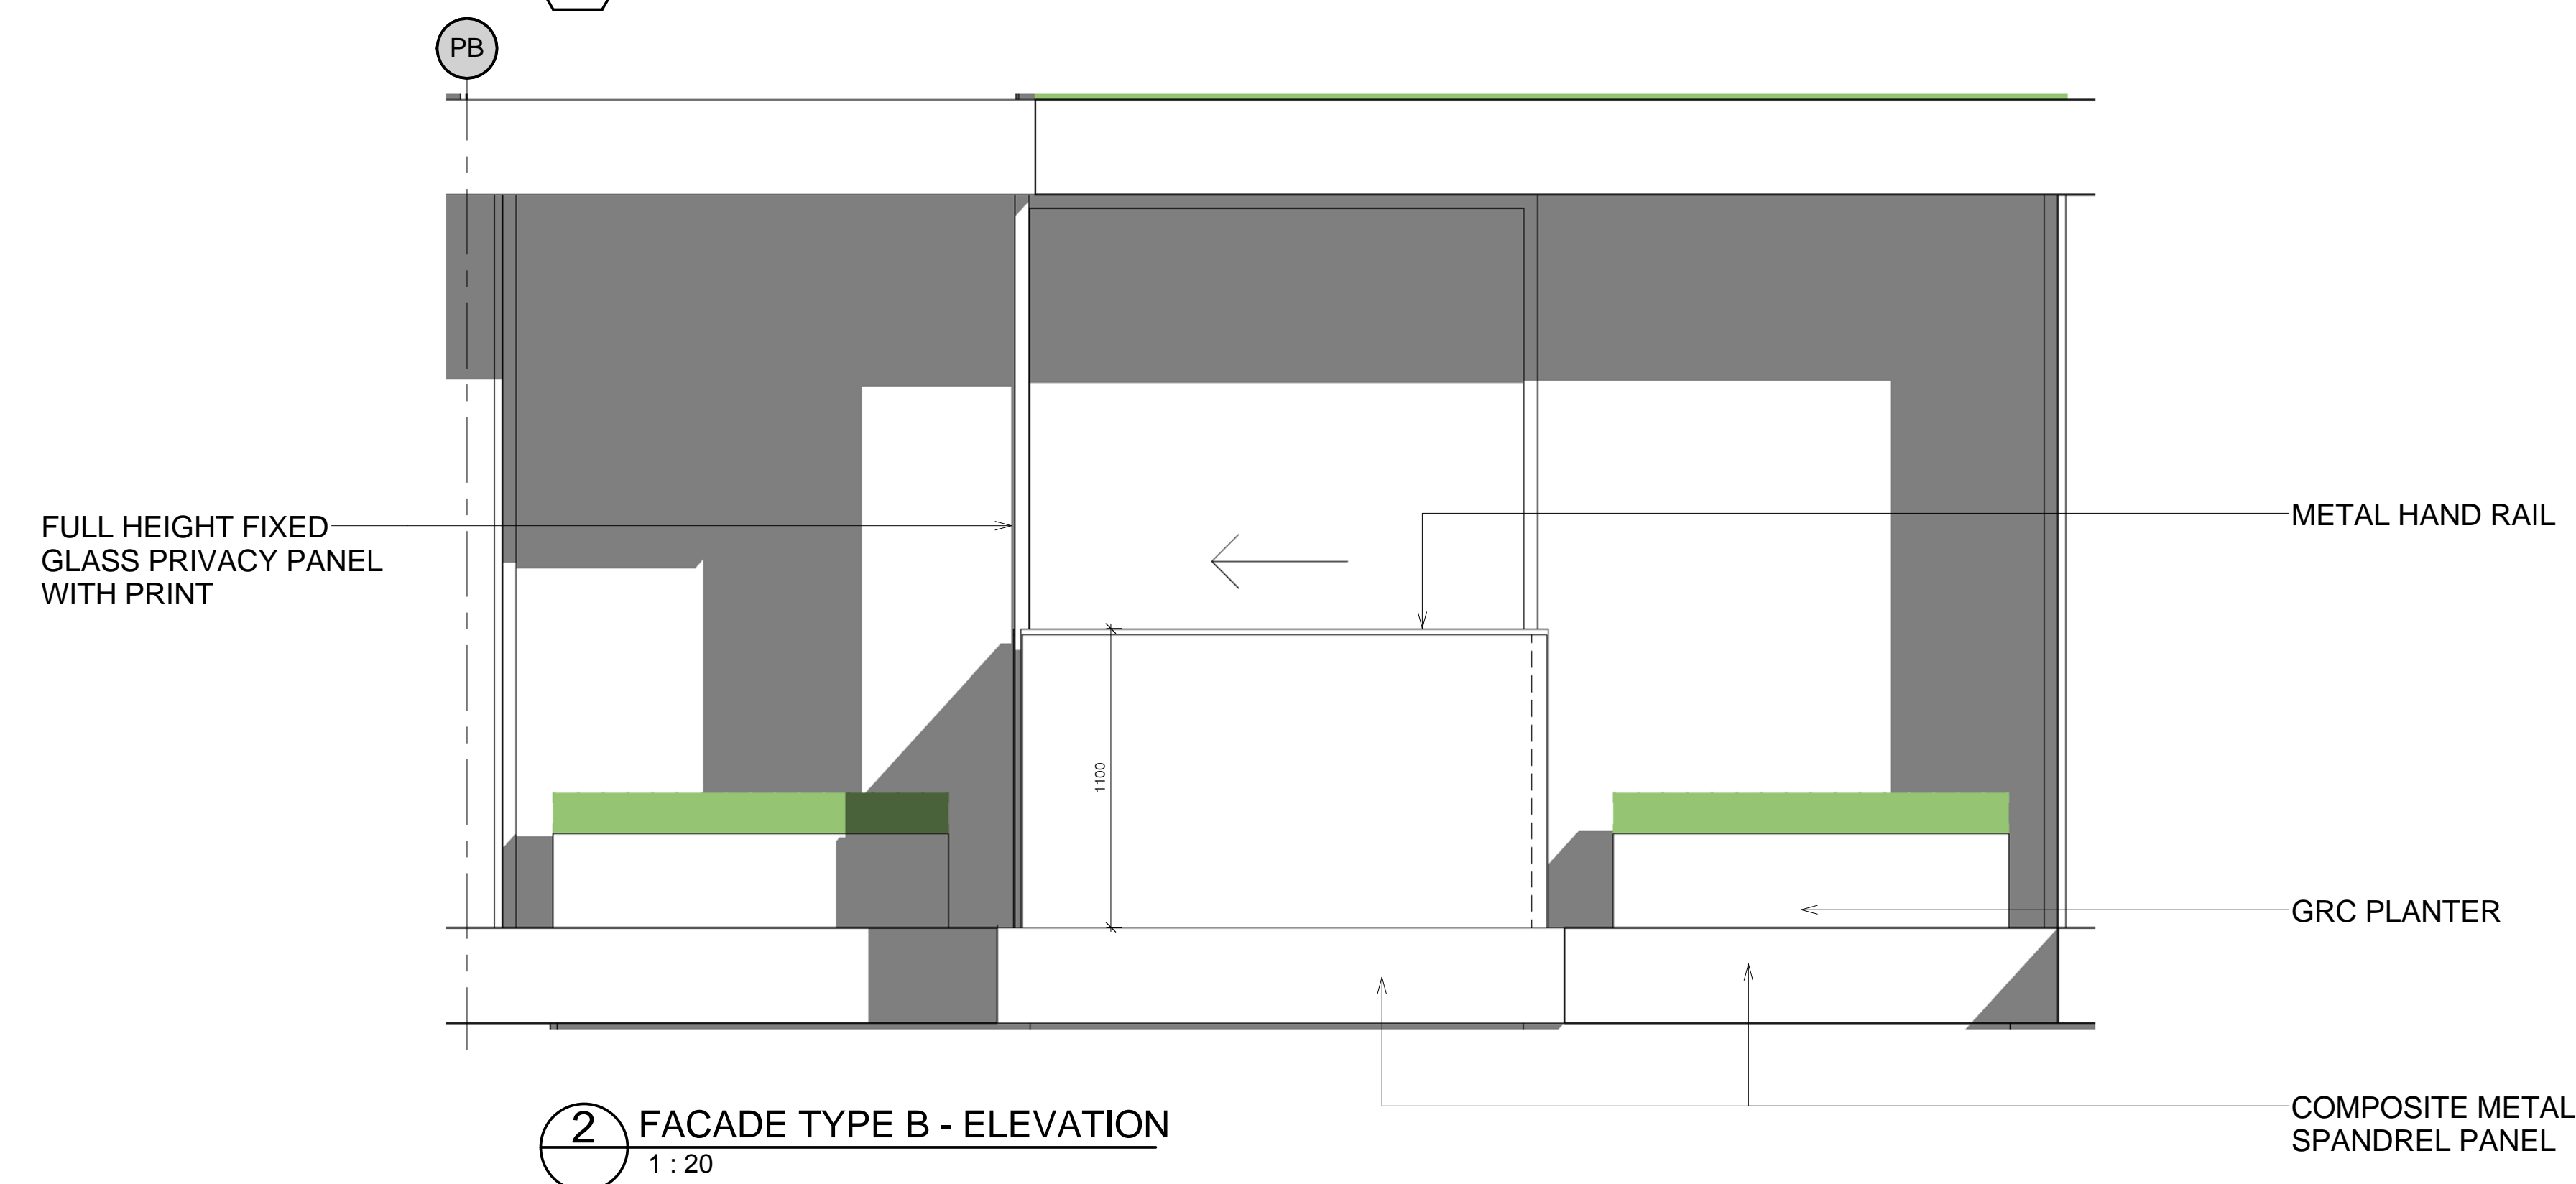 PB
FULL HEIGHT FIXED
GLASS PRIVACY PANEL
WITH PRINT
METAL HAND RAIL
1100
GRC PLANTER
COMPOSITE METAL
SPANDREL PANEL
2
FACADE TYPE B - ELEVATION
1 : 20